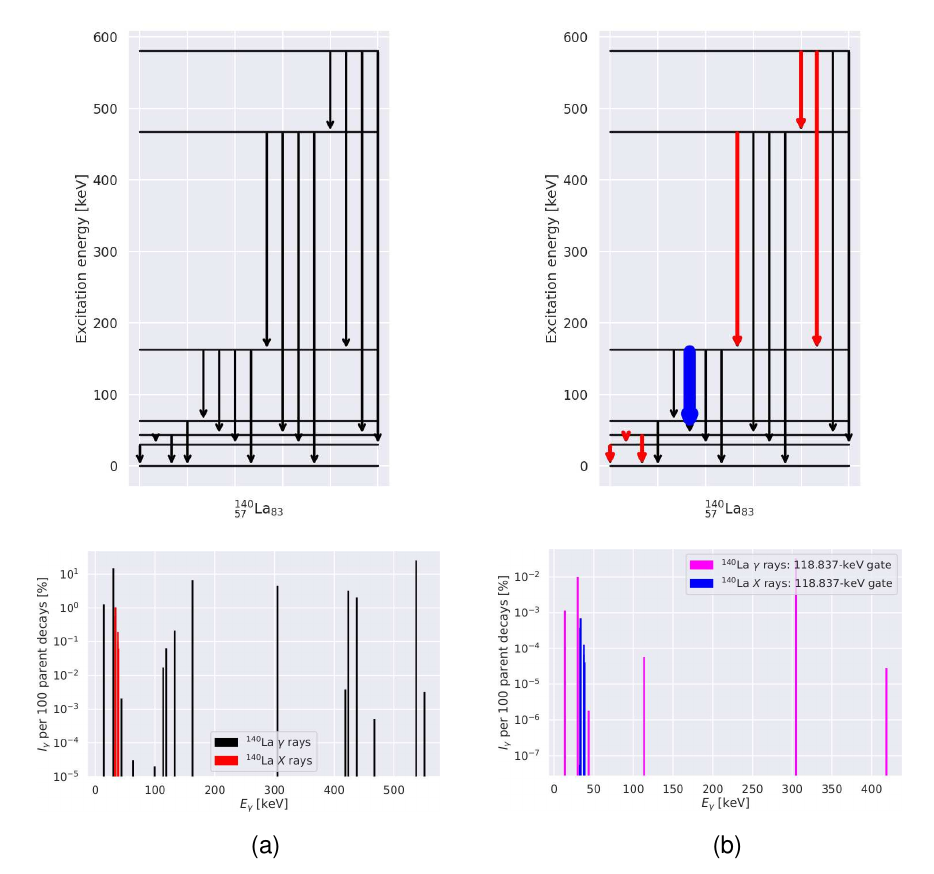 600
500
400
300
200
100
0
Excitation energy [keV]
¹⁴⁰₅₇La₈₃
600
500
400
300
200
100
0
Excitation energy [keV]
¹⁴⁰₅₇La₈₃
10¹
10⁰
10⁻¹
10⁻²
10⁻³
10⁻⁴
10⁻⁵
Iᵧ per 100 parent decays [%]
¹⁴⁰La γ rays
¹⁴⁰La X rays
0 100 200 300 400 500
Eᵧ [keV]
(a)
10⁻²
10⁻³
10⁻⁴
10⁻⁵
10⁻⁶
10⁻⁷
Iᵧ per 100 parent decays [%]
¹⁴⁰La γ rays: 118.837-keV gate
¹⁴⁰La X rays: 118.837-keV gate
0 50 100 150 200 250 300 350 400
Eᵧ [keV]
(b)